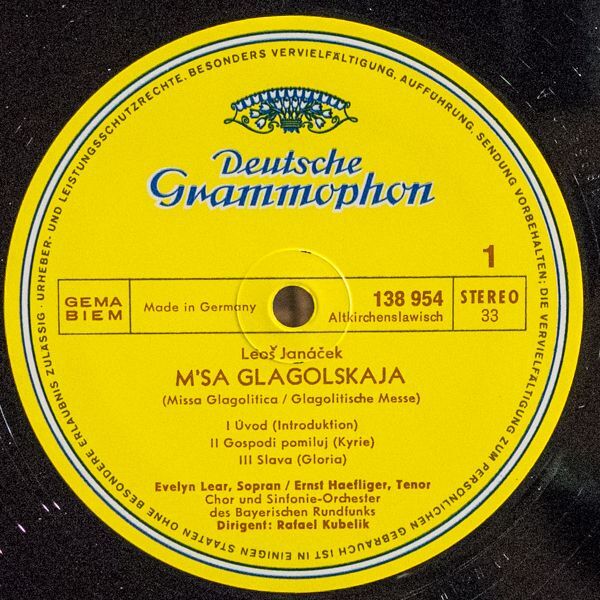 URHEBER- UND LEISTUNGSSCHUTZRECHTE, BESONDERS VERVIELFÄLTIGUNG, AUFFÜHRUNG, SENDUNG VORBEHALTEN; DIE VERVIELFÄLTIGUNG ZUM PERSÖNLICHEN GEBRAUCH IST IN EINIGEN STAATEN OHNE BESONDERE ERLAUBNIS ZULÄSSIG ·
Deutsche
Grammophon
1
GEMA
BIEM
Made in Germany
138 954
Altkirchenslawisch
STEREO
33
Leoš Janáček
M'SA GLAGOLSKAJA
(Missa Glagolitica / Glagolitische Messe)
I Úvod (Introduktion)
II Gospodi pomiluj (Kyrie)
III Slava (Gloria)
Evelyn Lear, Sopran / Ernst Haefliger, Tenor
Chor und Sinfonie-Orchester
des Bayerischen Rundfunks
Dirigent: Rafael Kubelik